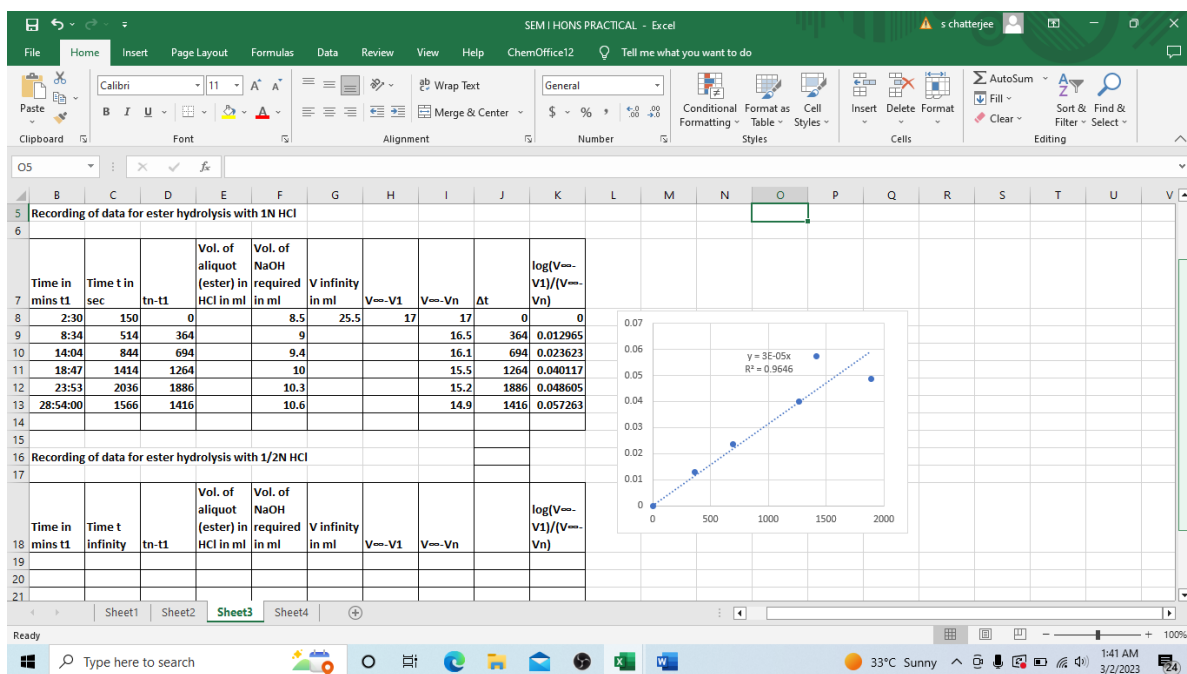 SEM I HONS PRACTICAL - Excel
s chatterjee
File Home Insert Page Layout Formulas Data Review View Help ChemOffice12 Tell me what you want to do
Paste
Clipboard
Calibri 11 A A
B I U A
Font
ab Wrap Text
Merge & Center
Alignment
General
$ % , .00
Number
Conditional Formatting
Format as Table
Cell Styles
Styles
Insert Delete Format
Cells
AutoSum
Fill
Clear
Sort & Filter
Find & Select
Editing
O5 fx
B C D E F G H I J K L M N O P Q R S T U V
5 Recording of data for ester hydrolysis with 1N HCl
6
7 Time in mins t1 Time t in sec tn-t1 Vol. of aliquot (ester) in HCl in ml Vol. of NaOH required in ml V infinity in ml V∞-V1 V∞-Vn Δt log(V∞-V1)/(V∞-Vn)
8 2:30 150 0 8.5 25.5 17 17 0 0
9 8:34 514 364 9 16.5 364 0.012965
10 14:04 844 694 9.4 16.1 694 0.023623
11 18:47 1414 1264 10 15.5 1264 0.040117
12 23:53 2036 1886 10.3 15.2 1886 0.048605
13 28:54:00 1566 1416 10.6 14.9 1416 0.057263
14
15
16 Recording of data for ester hydrolysis with 1/2N HCl
17
18 Time in mins t1 Time t infinity tn-t1 Vol. of aliquot (ester) in HCl in ml Vol. of NaOH required in ml V infinity in ml V∞-V1 V∞-Vn log(V∞-V1)/(V∞-Vn)
19
20
21
0.07
0.06
0.05
0.04
0.03
0.02
0.01
0
y = 3E-05x
R² = 0.9646
0 500 1000 1500 2000
Sheet1 Sheet2 Sheet3 Sheet4
Ready
100%
Type here to search
33°C Sunny
1:41 AM
3/2/2023
24